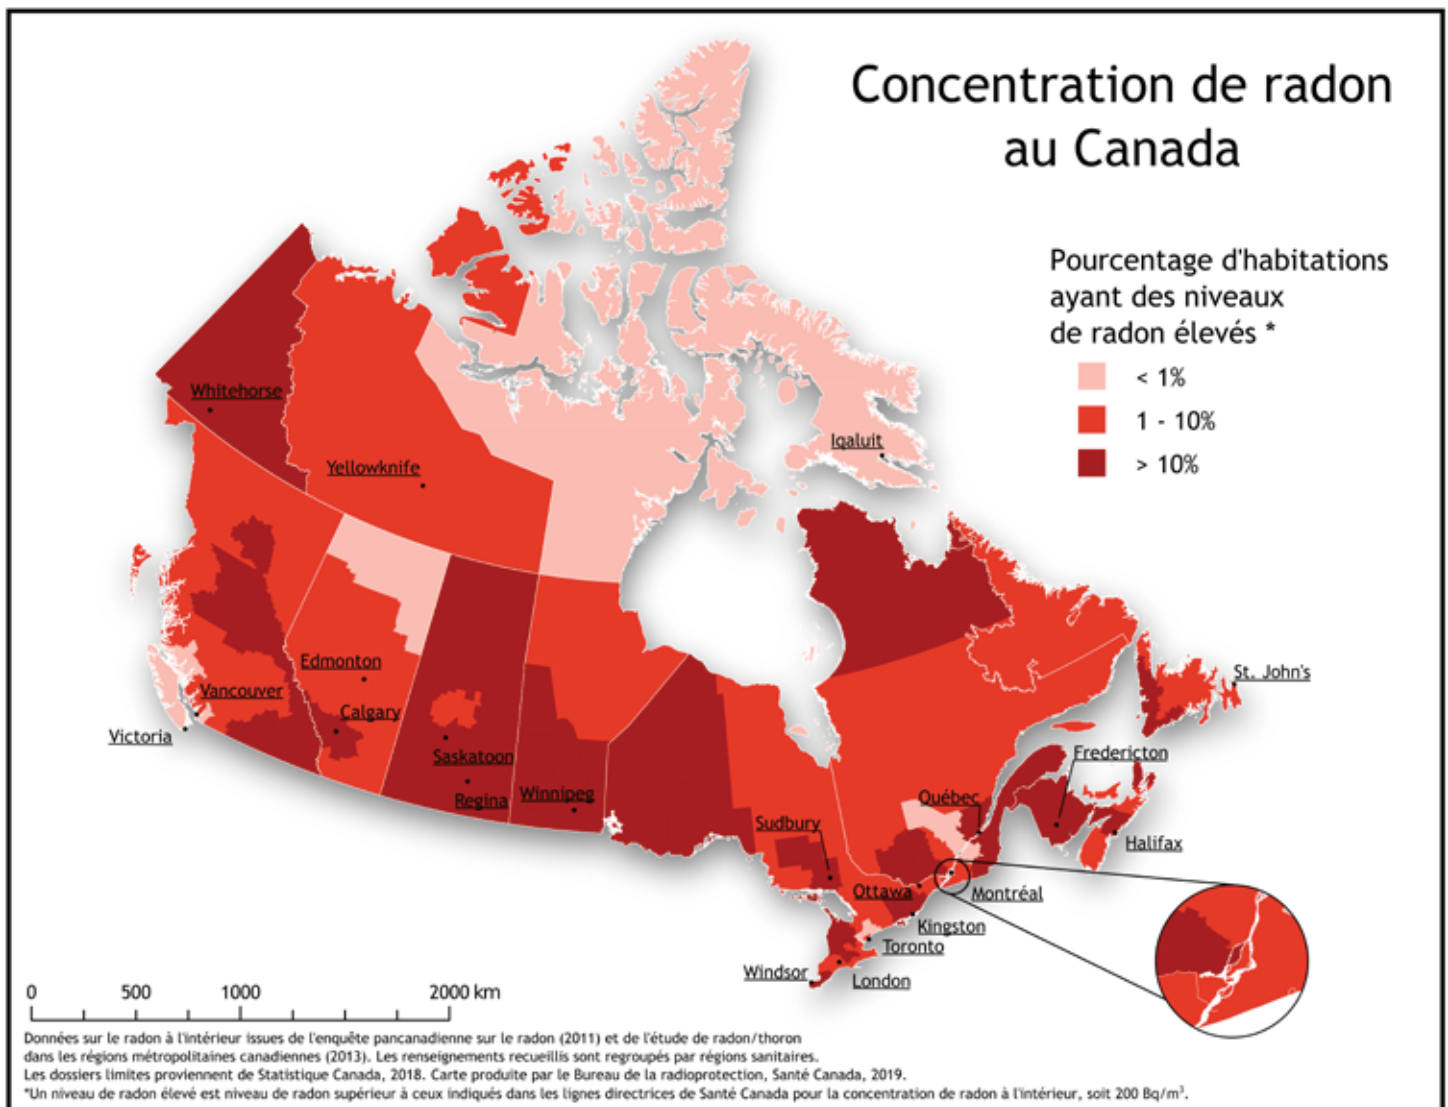 Concentration de radon
au Canada
Pourcentage d'habitations
ayant des niveaux
de radon élevés *
< 1%
1 - 10%
> 10%
Whitehorse
Yellowknife
Iqaluit
Edmonton
Vancouver
Calgary
Victoria
Saskatoon
Regina
Winnipeg
St. John's
Fredericton
Québec
Sudbury
Halifax
Ottawa
Montréal
Kingston
Toronto
Windsor
London
0 500 1000 2000 km
Données sur le radon à l'intérieur issues de l'enquête pancanadienne sur le radon (2011) et de l'étude de radon/thoron
dans les régions métropolitaines canadiennes (2013). Les renseignements recueillis sont regroupés par régions sanitaires.
Les dossiers limites proviennent de Statistique Canada, 2018. Carte produite par le Bureau de la radioprotection, Santé Canada, 2019.
*Un niveau de radon élevé est niveau de radon supérieur à ceux indiqués dans les lignes directrices de Santé Canada pour la concentration de radon à l'intérieur, soit 200 Bq/m³.